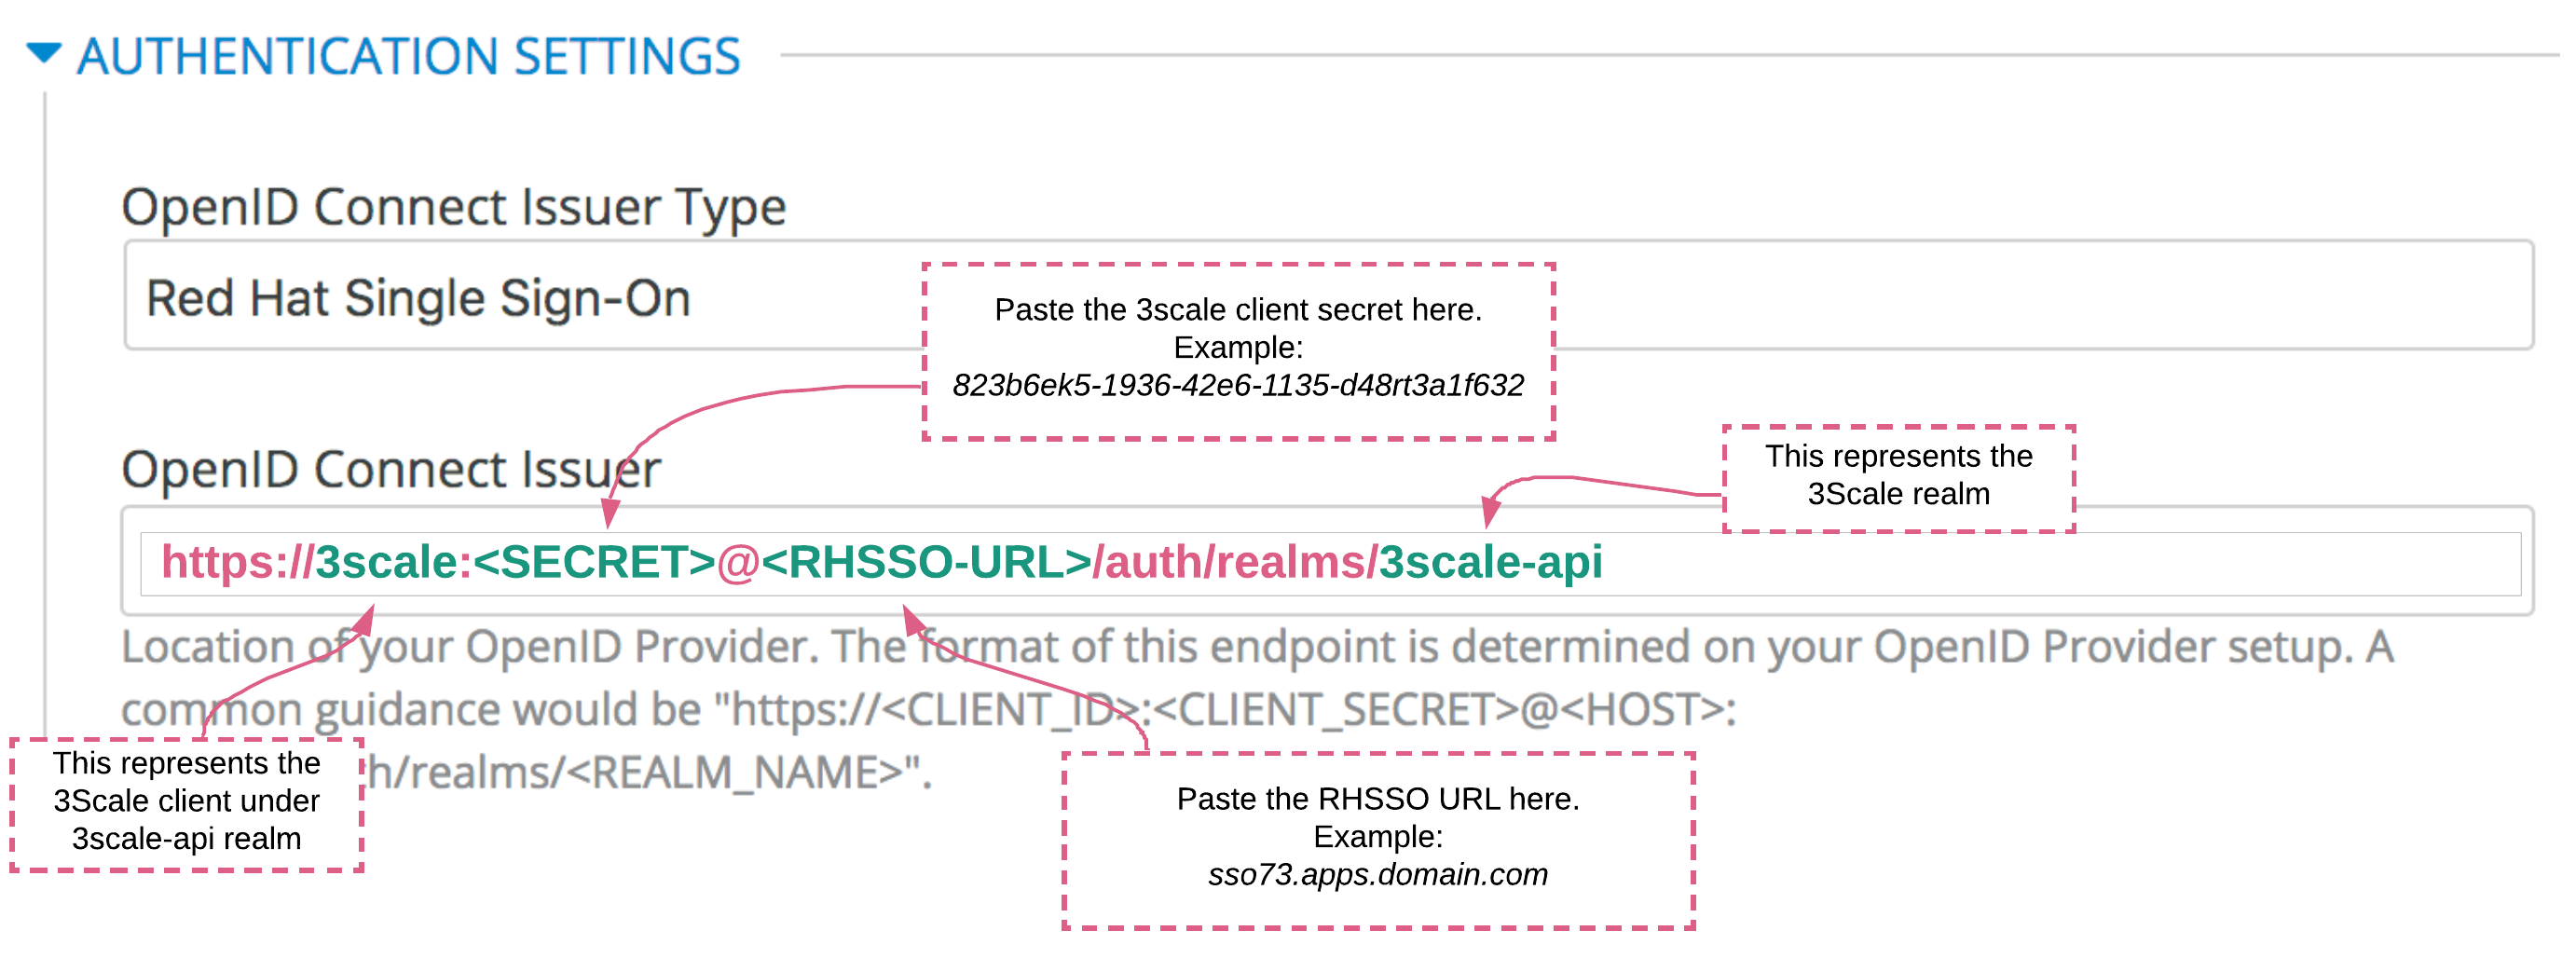 AUTHENTICATION SETTINGS
OpenID Connect Issuer Type
Red Hat Single Sign-On
Paste the 3scale client secret here.
Example:
823b6ek5-1936-42e6-1135-d48rt3a1f632
OpenID Connect Issuer
This represents the
3Scale realm
https://3scale:<SECRET>@<RHSSO-URL>/auth/realms/3scale-api
Location of your OpenID Provider. The format of this endpoint is determined on your OpenID Provider setup. A
common guidance would be "https://<CLIENT_ID>:<CLIENT_SECRET>@<HOST>:
h/realms/<REALM_NAME>".
This represents the
3Scale client under
3scale-api realm
Paste the RHSSO URL here.
Example:
sso73.apps.domain.com